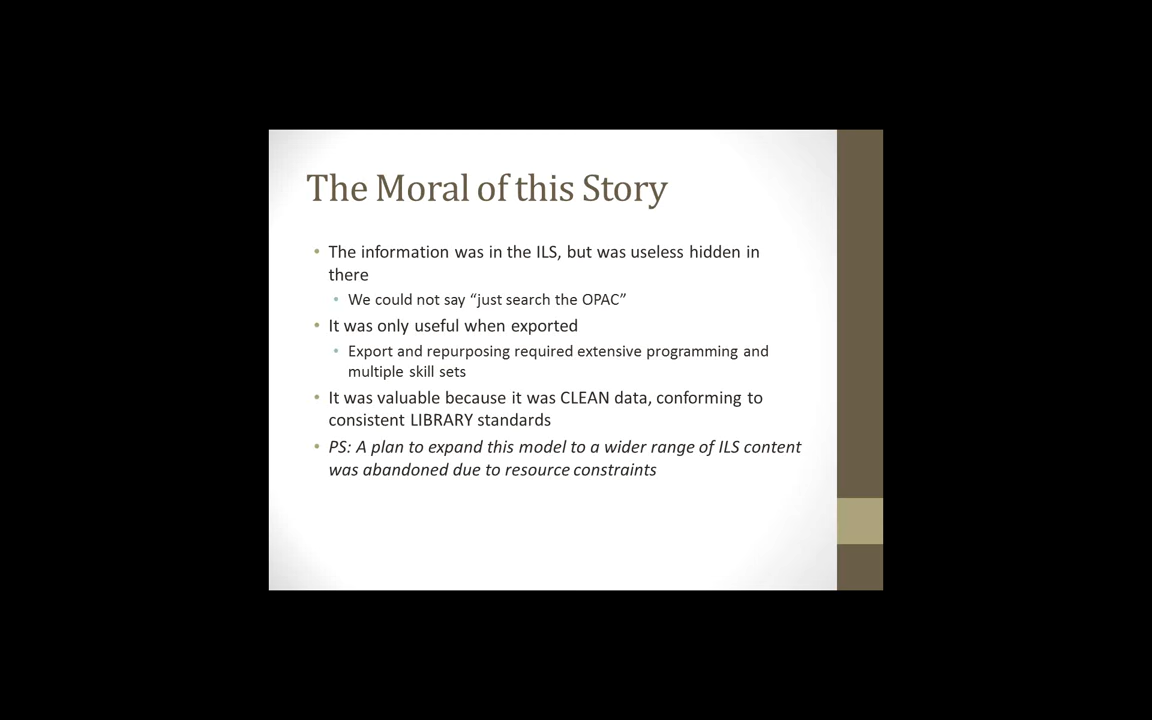 The Moral of this Story
• The information was in the ILS, but was useless hidden in
there
• We could not say “just search the OPAC”
• It was only useful when exported
• Export and repurposing required extensive programming and
multiple skill sets
• It was valuable because it was CLEAN data, conforming to
consistent LIBRARY standards
• PS: A plan to expand this model to a wider range of ILS content
was abandoned due to resource constraints